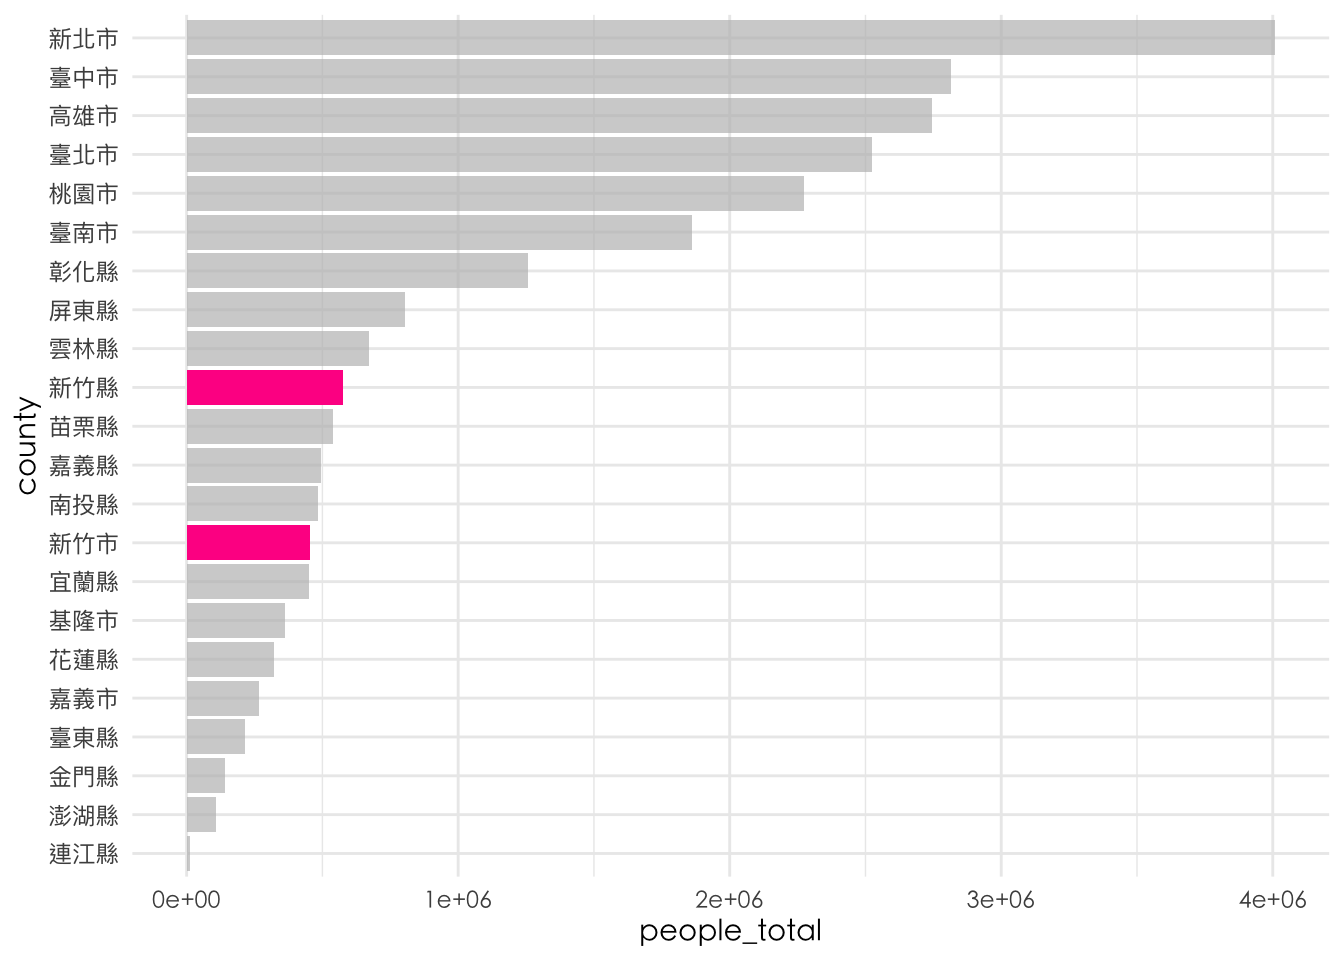 新北市
臺中市
高雄市
臺北市
桃園市
臺南市
彰化縣
屏東縣
雲林縣
新竹縣
苗栗縣
嘉義縣
南投縣
新竹市
宜蘭縣
基隆市
花蓮縣
嘉義市
臺東縣
金門縣
澎湖縣
連江縣
county
0e+00 1e+06 2e+06 3e+06 4e+06
people_total